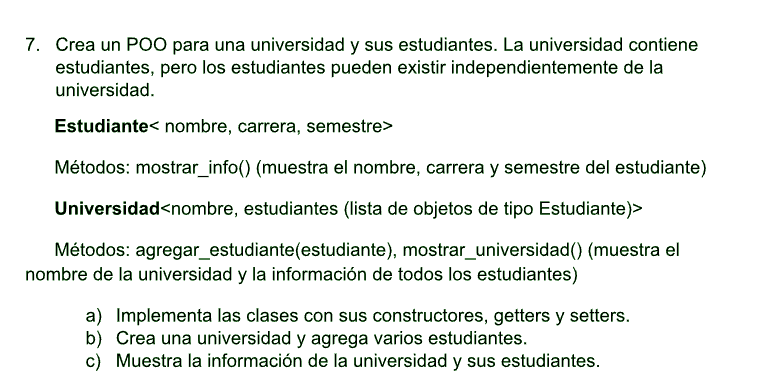 7. Crea un POO para una universidad y sus estudiantes. La universidad contiene
estudiantes, pero los estudiantes pueden existir independientemente de la
universidad.
Estudiante< nombre, carrera, semestre>
Métodos: mostrar_info() (muestra el nombre, carrera y semestre del estudiante)
Universidad<nombre, estudiantes (lista de objetos de tipo Estudiante)>
Métodos: agregar_estudiante(estudiante), mostrar_universidad() (muestra el
nombre de la universidad y la información de todos los estudiantes)
a) Implementa las clases con sus constructores, getters y setters.
b) Crea una universidad y agrega varios estudiantes.
c) Muestra la información de la universidad y sus estudiantes.